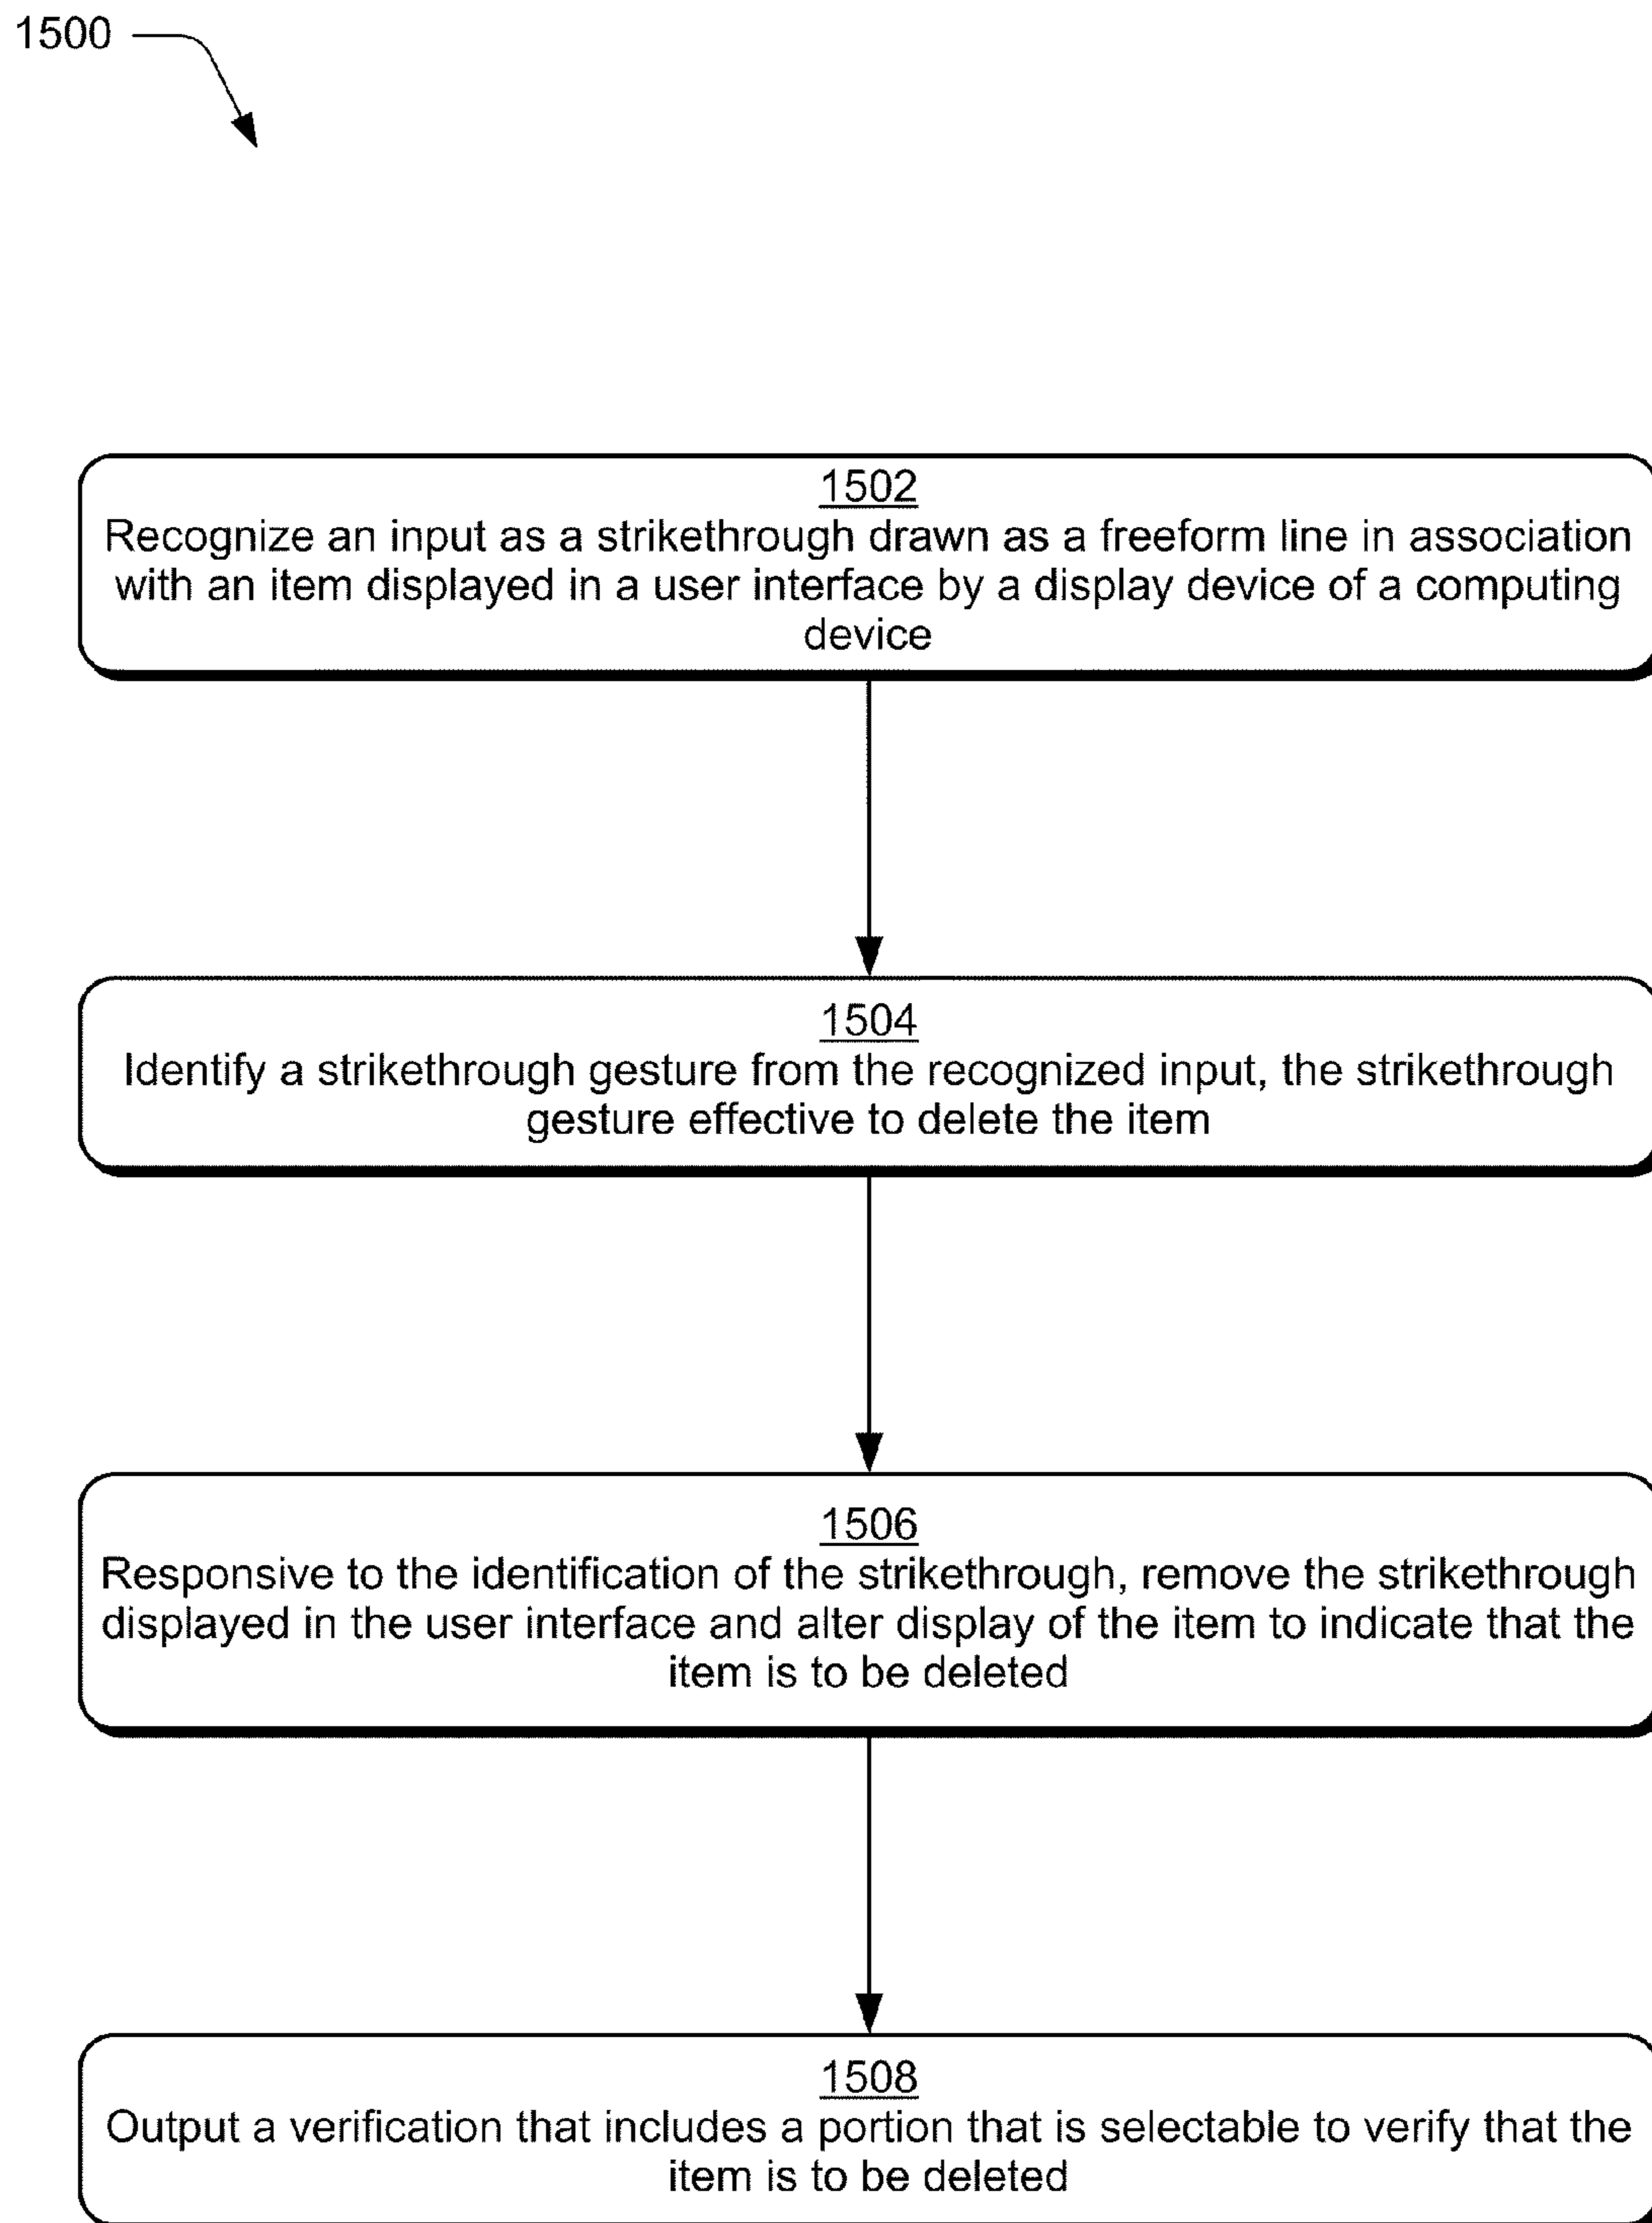 1500
1502
Recognize an input as a strikethrough drawn as a freeform line in association
with an item displayed in a user interface by a display device of a computing
device
1504
Identify a strikethrough gesture from the recognized input, the strikethrough
gesture effective to delete the item
1506
Responsive to the identification of the strikethrough, remove the strikethrough
displayed in the user interface and alter display of the item to indicate that the
item is to be deleted
1508
Output a verification that includes a portion that is selectable to verify that the
item is to be deleted